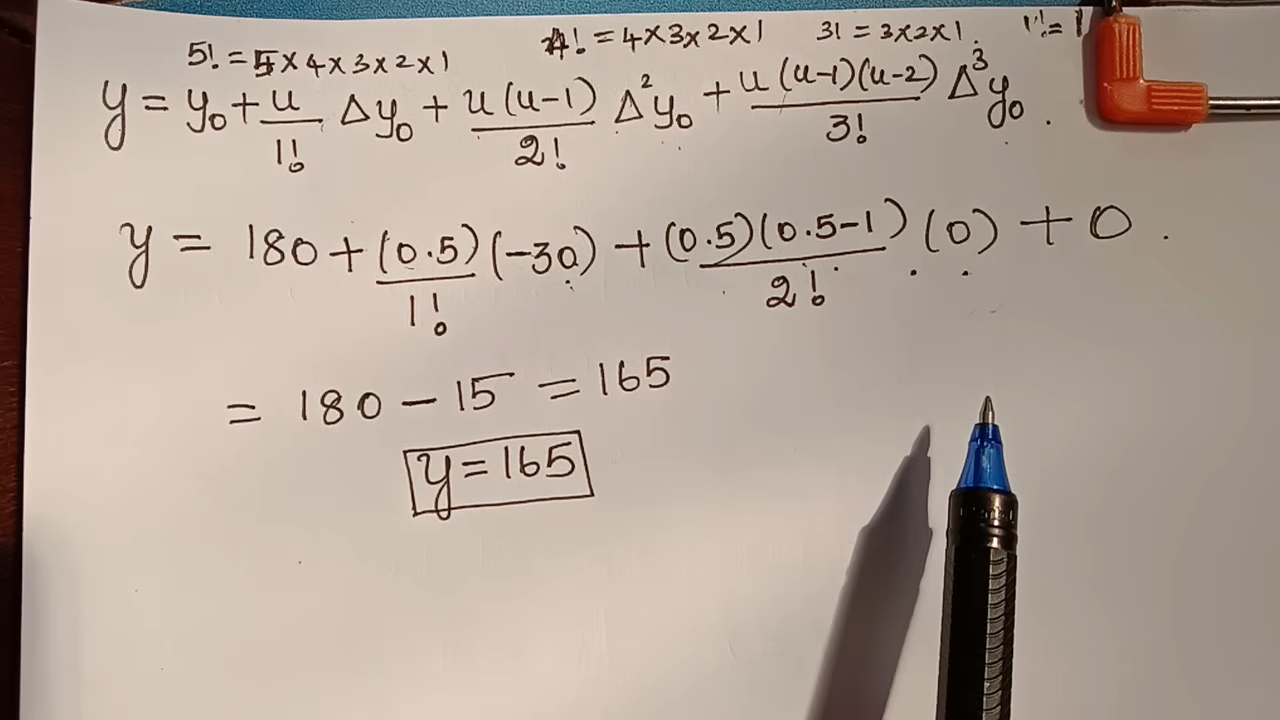 5! = 5×4×3×2×1 4! = 4×3×2×1 3! = 3×2×1. 1! = 1
y = y₀ + u/1! Δy₀ + u(u-1)/2! Δ²y₀ + u(u-1)(u-2)/3! Δ³y₀.
y = 180 + (0.5)/1! (-30) + (0.5)(0.5-1)/2! (0) + 0.
= 180 - 15 = 165
y = 165